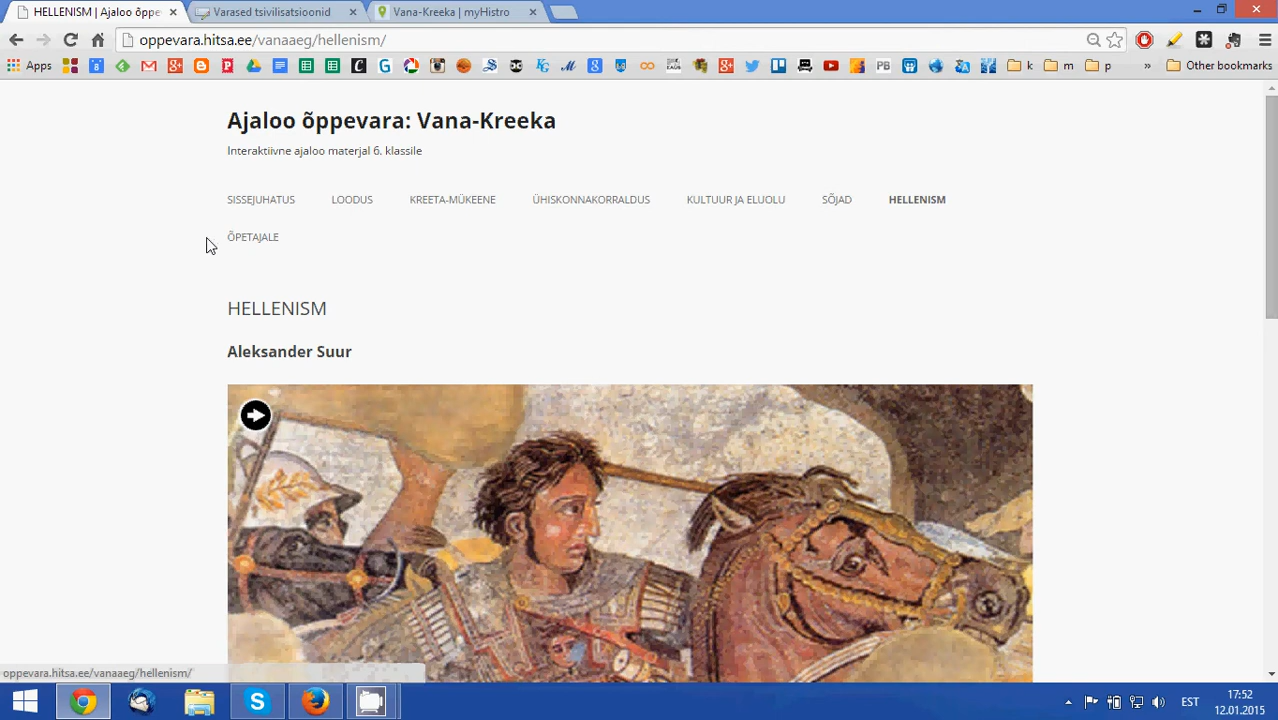 HELLENISM | Ajaloo õppe
Varased tsivilisatsioonid
Vana-Kreeka | myHistro
oppevara.hitsa.ee/vanaaeg/hellenism/
Apps
k
m
p
»
Other bookmarks
Ajaloo õppevara: Vana-Kreeka
Interaktiivne ajaloo materjal 6. klassile
SISSEJUHATUS LOODUS KREETA-MÜKEENE ÜHISKONNAKORRALDUS KULTUUR JA ELUOLU SÕJAD HELLENISM
ÕPETAJALE
HELLENISM
Aleksander Suur
oppevara.hitsa.ee/vanaaeg/hellenism/
EST
17:52
12.01.2015